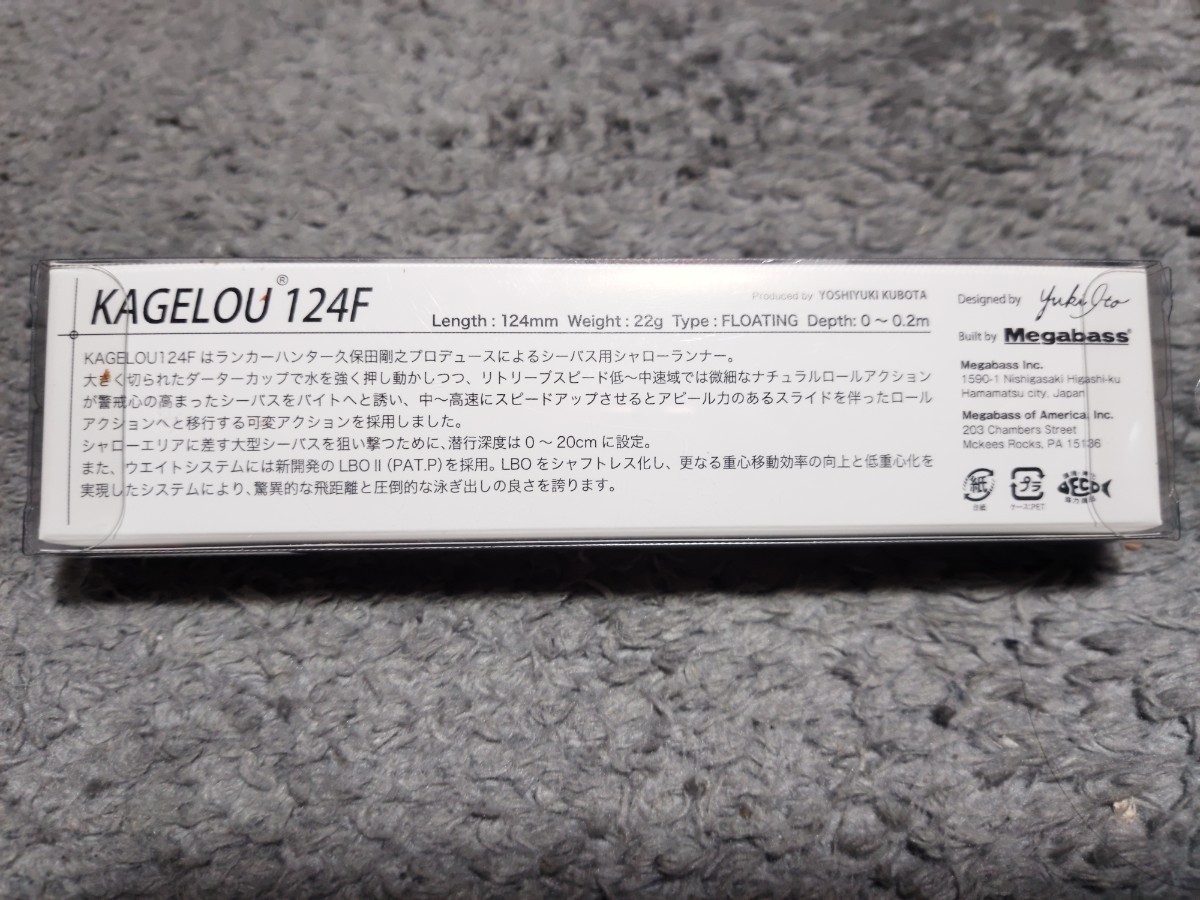 KAGELOU® 124F
Length : 124mm Weight : 22g Type : FLOATING Depth: 0 ～ 0.2m
Produced by YOSHIYUKI KUBOTA
KAGELOU124F はランカーハンター久保田剛之プロデュースによるシーバス用シャローランナー。
大きく切られたダーターカップで水を強く押し動かしつつ、リトリーブスピード低～中速域では微細なナチュラルロールアクション
が警戒心の高まったシーバスをバイトへと誘い、中～高速にスピードアップさせるとアピール力のあるスライドを伴ったロール
アクションへと移行する可変アクションを採用しました。
シャローエリアに差す大型シーバスを狙い撃つために、潜行深度は 0 ～ 20cm に設定。
また、ウエイトシステムには新開発の LBO II (PAT.P)を採用。LBO をシャフトレス化し、更なる重心移動効率の向上と低重心化を
実現したシステムにより、驚異的な飛距離と圧倒的な泳ぎ出しの良さを誇ります。
Designed by Yuki Ito
Built by Megabass®
Megabass Inc.
1590-1 Nishigasaki Higashi-ku
Hamamatsu city. Japan
Megabass of America, Inc.
203 Chambers Street
Mckees Rocks, PA 15136
紙
台紙
プラ
ケース:PET
ECO